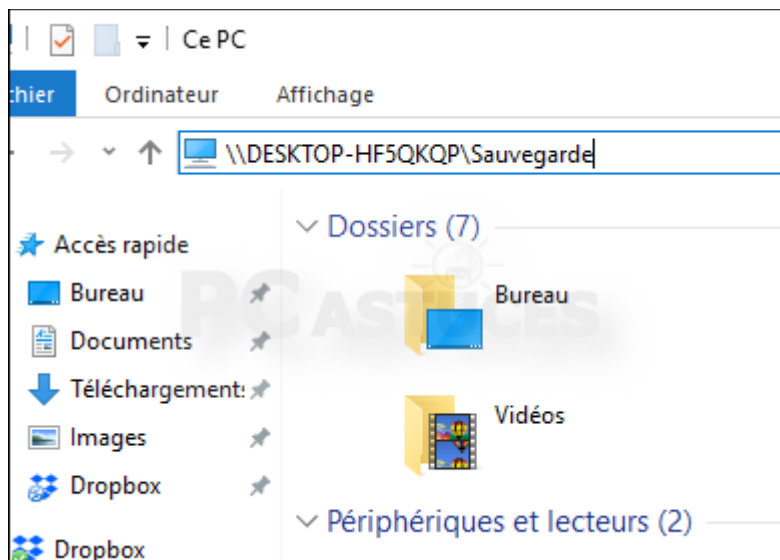 Ce PC
chier Ordinateur Affichage
\\DESKTOP-HF5QKQP\Sauvegarde
Accès rapide
Bureau
Documents
Téléchargement
Images
Dropbox
Dropbox
Dossiers (7)
Bureau
Vidéos
Périphériques et lecteurs (2)
PC ASTUCES